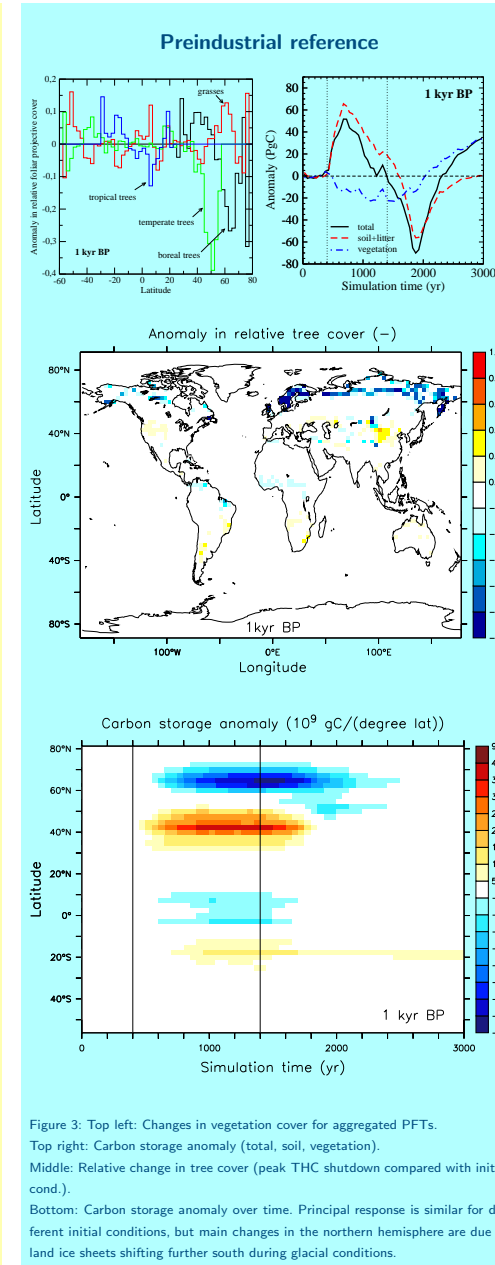 Preindustrial reference
Anomaly in relative foliar projective cover
0,2
0,1
0
-0,1
-0,2
-0,3
-0,4
grasses
tropical trees
temperate trees
boreal trees
1 kyr BP
-60 -40 -20 0 20 40 60 80
Latitude
Anomaly (PgC)
80
60
40
20
0
-20
-40
-60
-80
1 kyr BP
total
soil+litter
vegetation
0 1000 2000 3000
Simulation time (yr)
Anomaly in relative tree cover (−)
Latitude
80°N
40°N
0°
40°S
80°S
1kyr BP
100°W 0°E 100°E
Longitude
Carbon storage anomaly (10⁹ gC/(degree lat))
Latitude
80°N
60°N
40°N
20°N
0°
20°S
40°S
1 kyr BP
0 1000 2000 3000
Simulation time (yr)
Figure 3: Top left: Changes in vegetation cover for aggregated PFTs.
Top right: Carbon storage anomaly (total, soil, vegetation).
Middle: Relative change in tree cover (peak THC shutdown compared with init
cond.).
Bottom: Carbon storage anomaly over time. Principal response is similar for d
ferent initial conditions, but main changes in the northern hemisphere are due
land ice sheets shifting further south during glacial conditions.